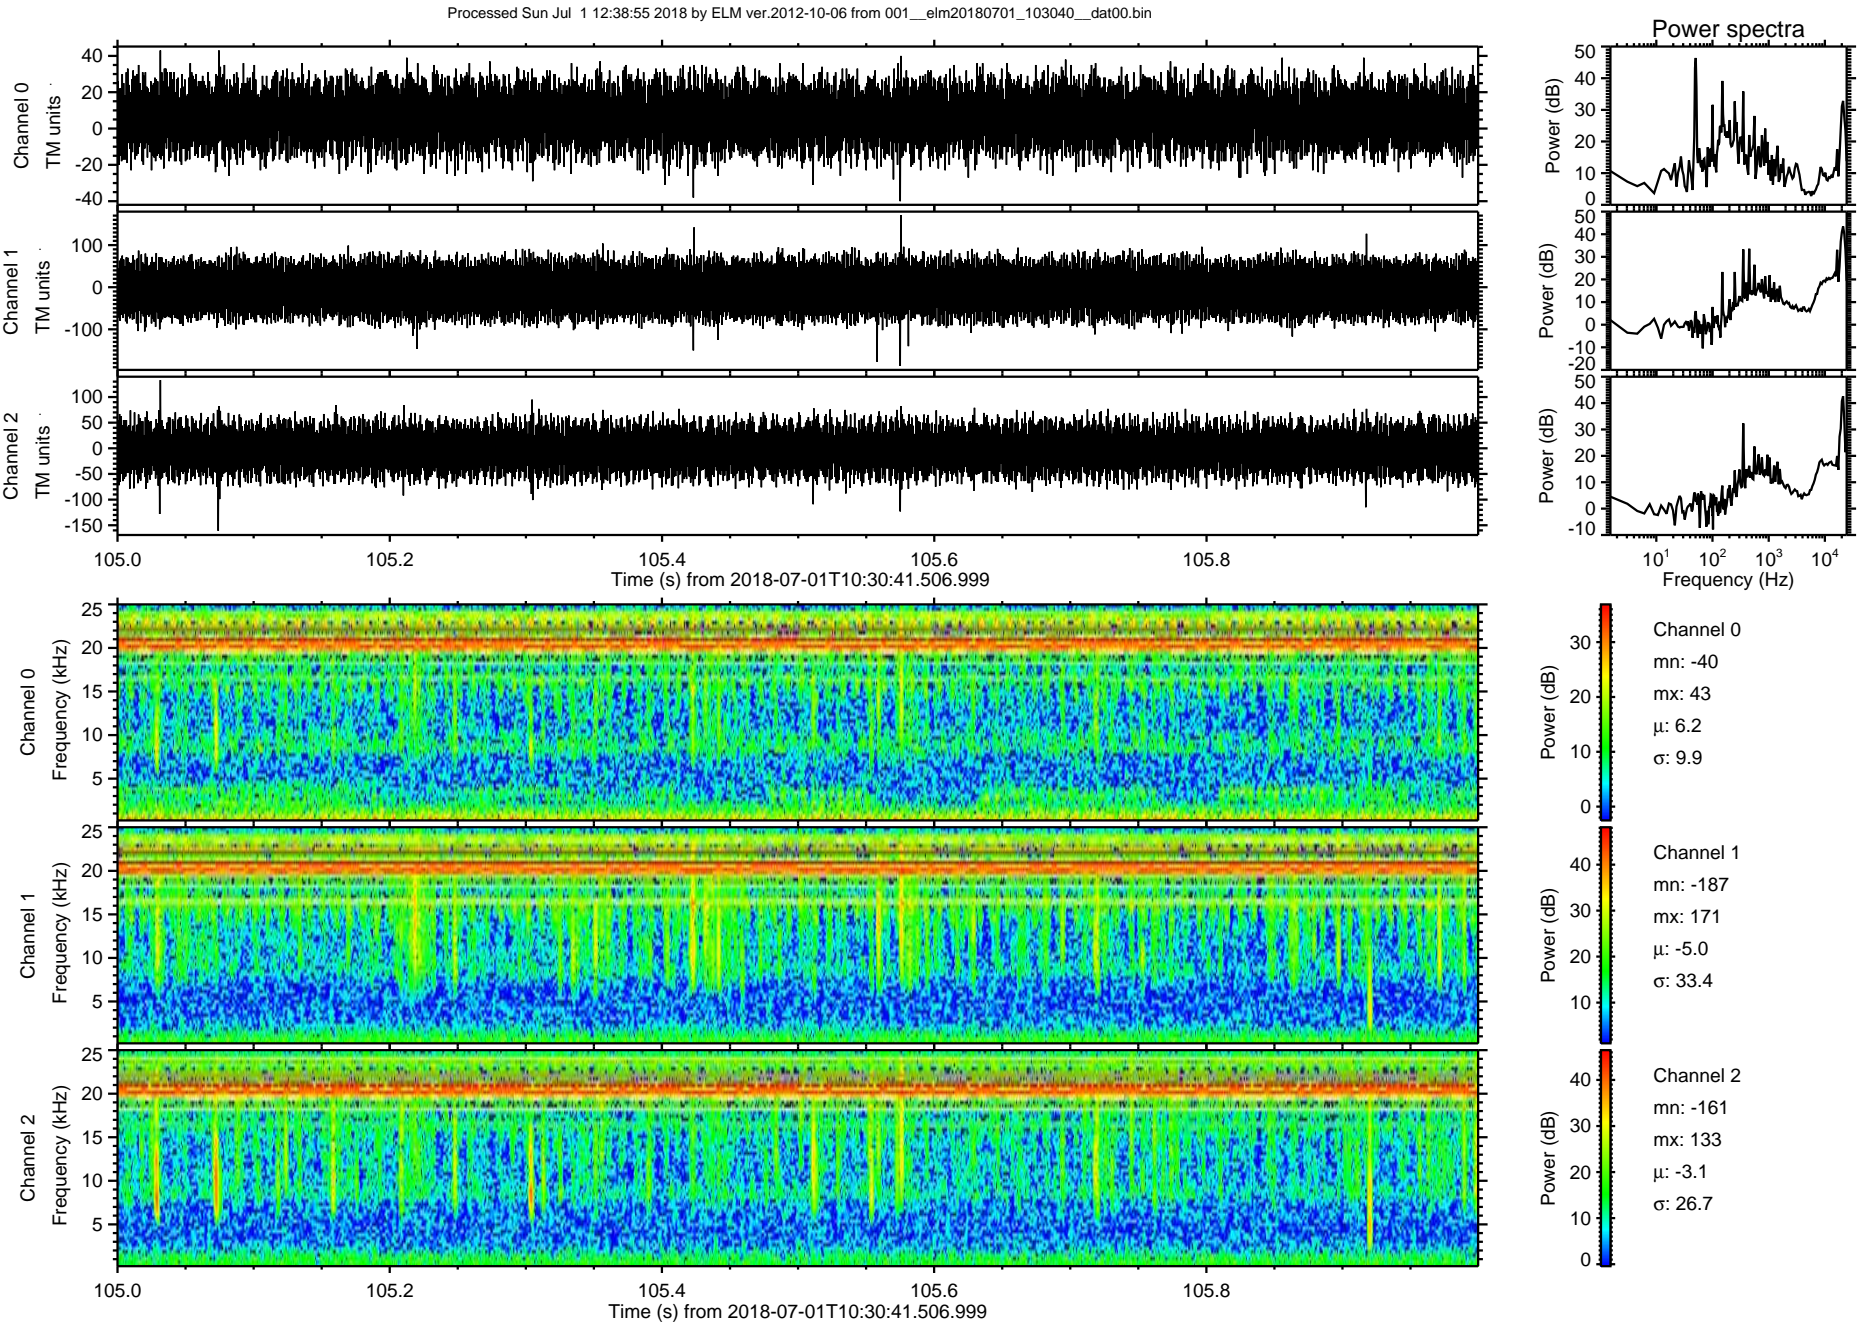 Processed Sun Jul  1 12:38:55 2018 by ELM ver.2012-10-06 from 001__elm20180701_103040__dat00.bin
Power spectra
Channel 0
TM units
40
20
0
-20
-40
Power (dB)
50
40
30
20
10
0
Channel 1
TM units
100
0
-100
Power (dB)
50
40
30
20
10
0
-10
-20
Channel 2
TM units
100
50
0
-50
-100
-150
Power (dB)
50
40
30
20
10
0
-10
105.0 105.2 105.4 105.6 105.8
Time (s) from 2018-07-01T10:30:41.506.999
10¹ 10² 10³ 10⁴
Frequency (Hz)
Channel 0
Frequency (kHz)
25
20
15
10
5
Power (dB)
30
20
10
0
Channel 0
mn: -40
mx: 43
μ: 6.2
σ: 9.9
Channel 1
Frequency (kHz)
25
20
15
10
5
Power (dB)
40
30
20
10
Channel 1
mn: -187
mx: 171
μ: -5.0
σ: 33.4
Channel 2
Frequency (kHz)
25
20
15
10
5
Power (dB)
40
30
20
10
0
Channel 2
mn: -161
mx: 133
μ: -3.1
σ: 26.7
105.0 105.2 105.4 105.6 105.8
Time (s) from 2018-07-01T10:30:41.506.999